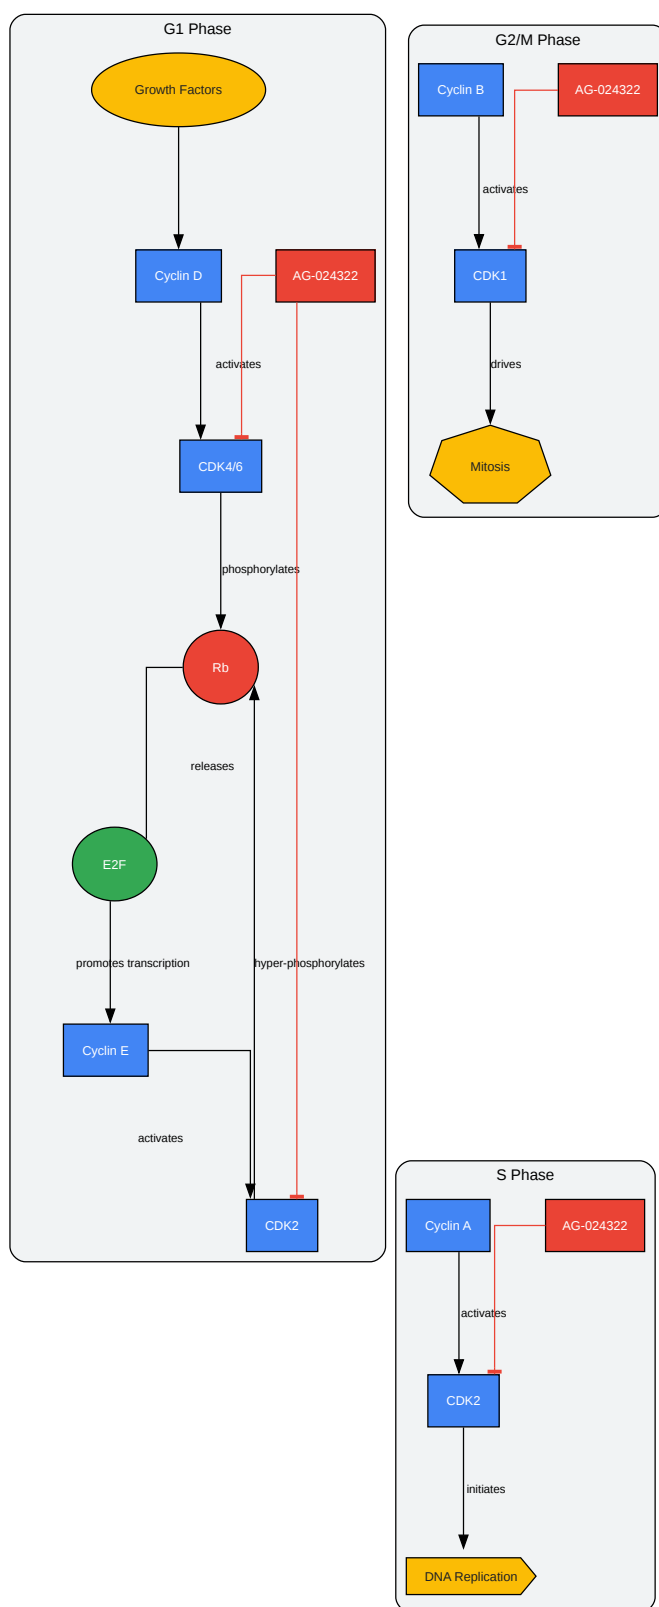 G1 Phase
Growth Factors
Cyclin D
AG-024322
activates
CDK4/6
phosphorylates
Rb
releases
E2F
promotes transcription
hyper-phosphorylates
Cyclin E
activates
CDK2
G2/M Phase
Cyclin B
AG-024322
activates
CDK1
drives
Mitosis
S Phase
Cyclin A
AG-024322
activates
CDK2
initiates
DNA Replication